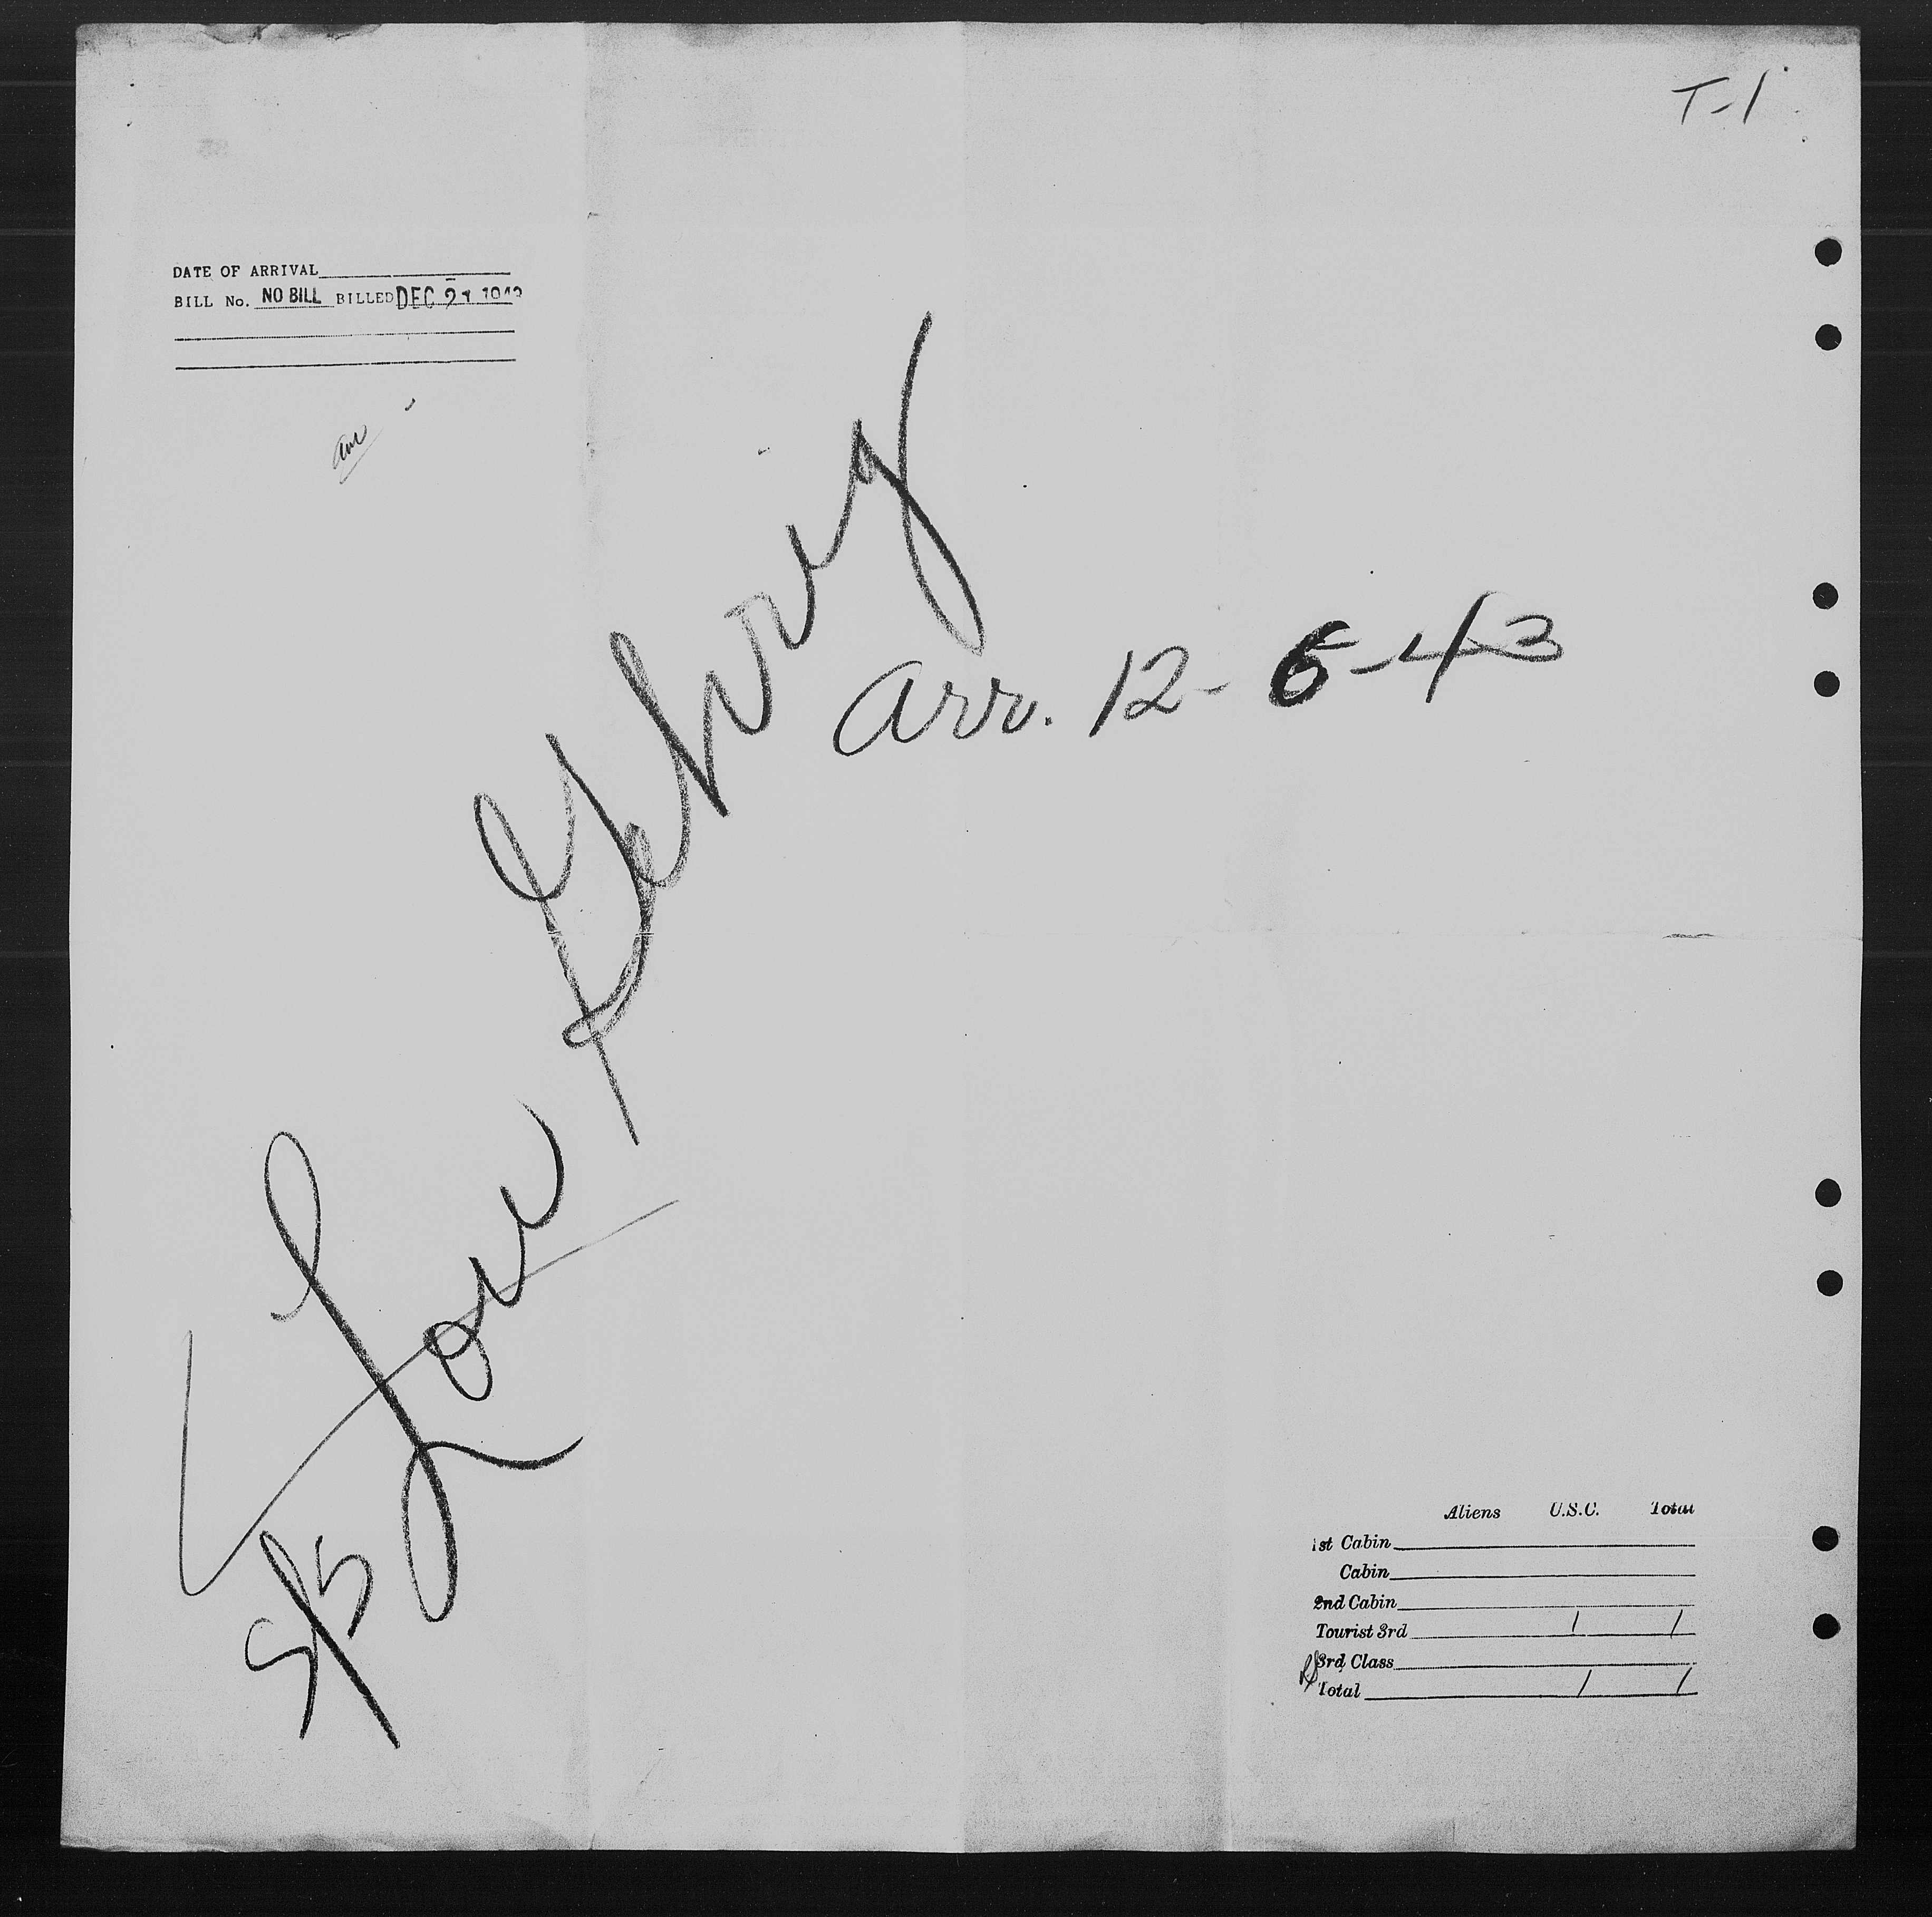 T-1
DATE OF ARRIVAL
BILL No. NO BILL BILLED DEC 21 1943
S/S Lou Gehrig
arr. 12-6-43
Aliens U.S.C. Total
1st Cabin
Cabin
2nd Cabin
Tourist 3rd 1 1
3rd Class
Total 1 1